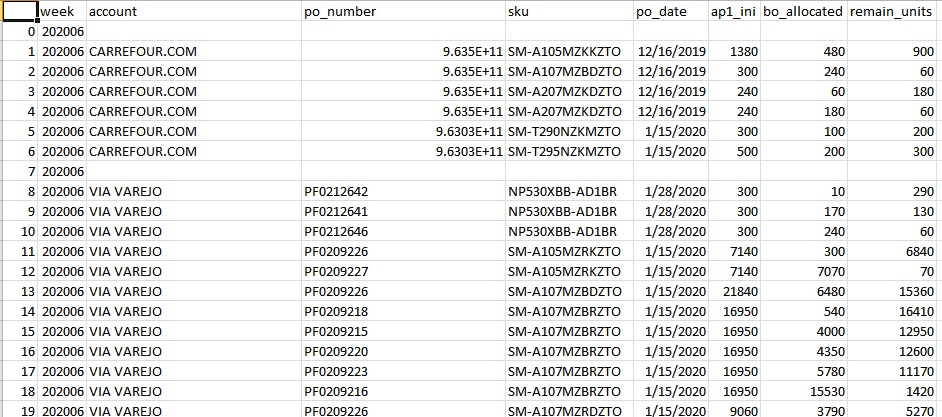 week account po_number sku po_date ap1_ini bo_allocated remain_units
0 202006
1 202006 CARREFOUR.COM 9.635E+11 SM-A105MZKKZTO 12/16/2019 1380 480 900
2 202006 CARREFOUR.COM 9.635E+11 SM-A107MZBDZTO 12/16/2019 300 240 60
3 202006 CARREFOUR.COM 9.635E+11 SM-A207MZKDZTO 12/16/2019 240 60 180
4 202006 CARREFOUR.COM 9.635E+11 SM-A207MZKDZTO 12/16/2019 240 180 60
5 202006 CARREFOUR.COM 9.6303E+11 SM-T290NZKMZTO 1/15/2020 300 100 200
6 202006 CARREFOUR.COM 9.6303E+11 SM-T295NZKMZTO 1/15/2020 500 200 300
7 202006
8 202006 VIA VAREJO PF0212642 NP530XBB-AD1BR 1/28/2020 300 10 290
9 202006 VIA VAREJO PF0212641 NP530XBB-AD1BR 1/28/2020 300 170 130
10 202006 VIA VAREJO PF0212646 NP530XBB-AD1BR 1/28/2020 300 240 60
11 202006 VIA VAREJO PF0209226 SM-A105MZRKZTO 1/15/2020 7140 300 6840
12 202006 VIA VAREJO PF0209227 SM-A105MZRKZTO 1/15/2020 7140 7070 70
13 202006 VIA VAREJO PF0209226 SM-A107MZBDZTO 1/15/2020 21840 6480 15360
14 202006 VIA VAREJO PF0209218 SM-A107MZBRZTO 1/15/2020 16950 540 16410
15 202006 VIA VAREJO PF0209215 SM-A107MZBRZTO 1/15/2020 16950 4000 12950
16 202006 VIA VAREJO PF0209220 SM-A107MZBRZTO 1/15/2020 16950 4350 12600
17 202006 VIA VAREJO PF0209223 SM-A107MZBRZTO 1/15/2020 16950 5780 11170
18 202006 VIA VAREJO PF0209216 SM-A107MZBRZTO 1/15/2020 16950 15530 1420
19 202006 VIA VAREJO PF0209226 SM-A107MZRDZTO 1/15/2020 9060 3790 5270